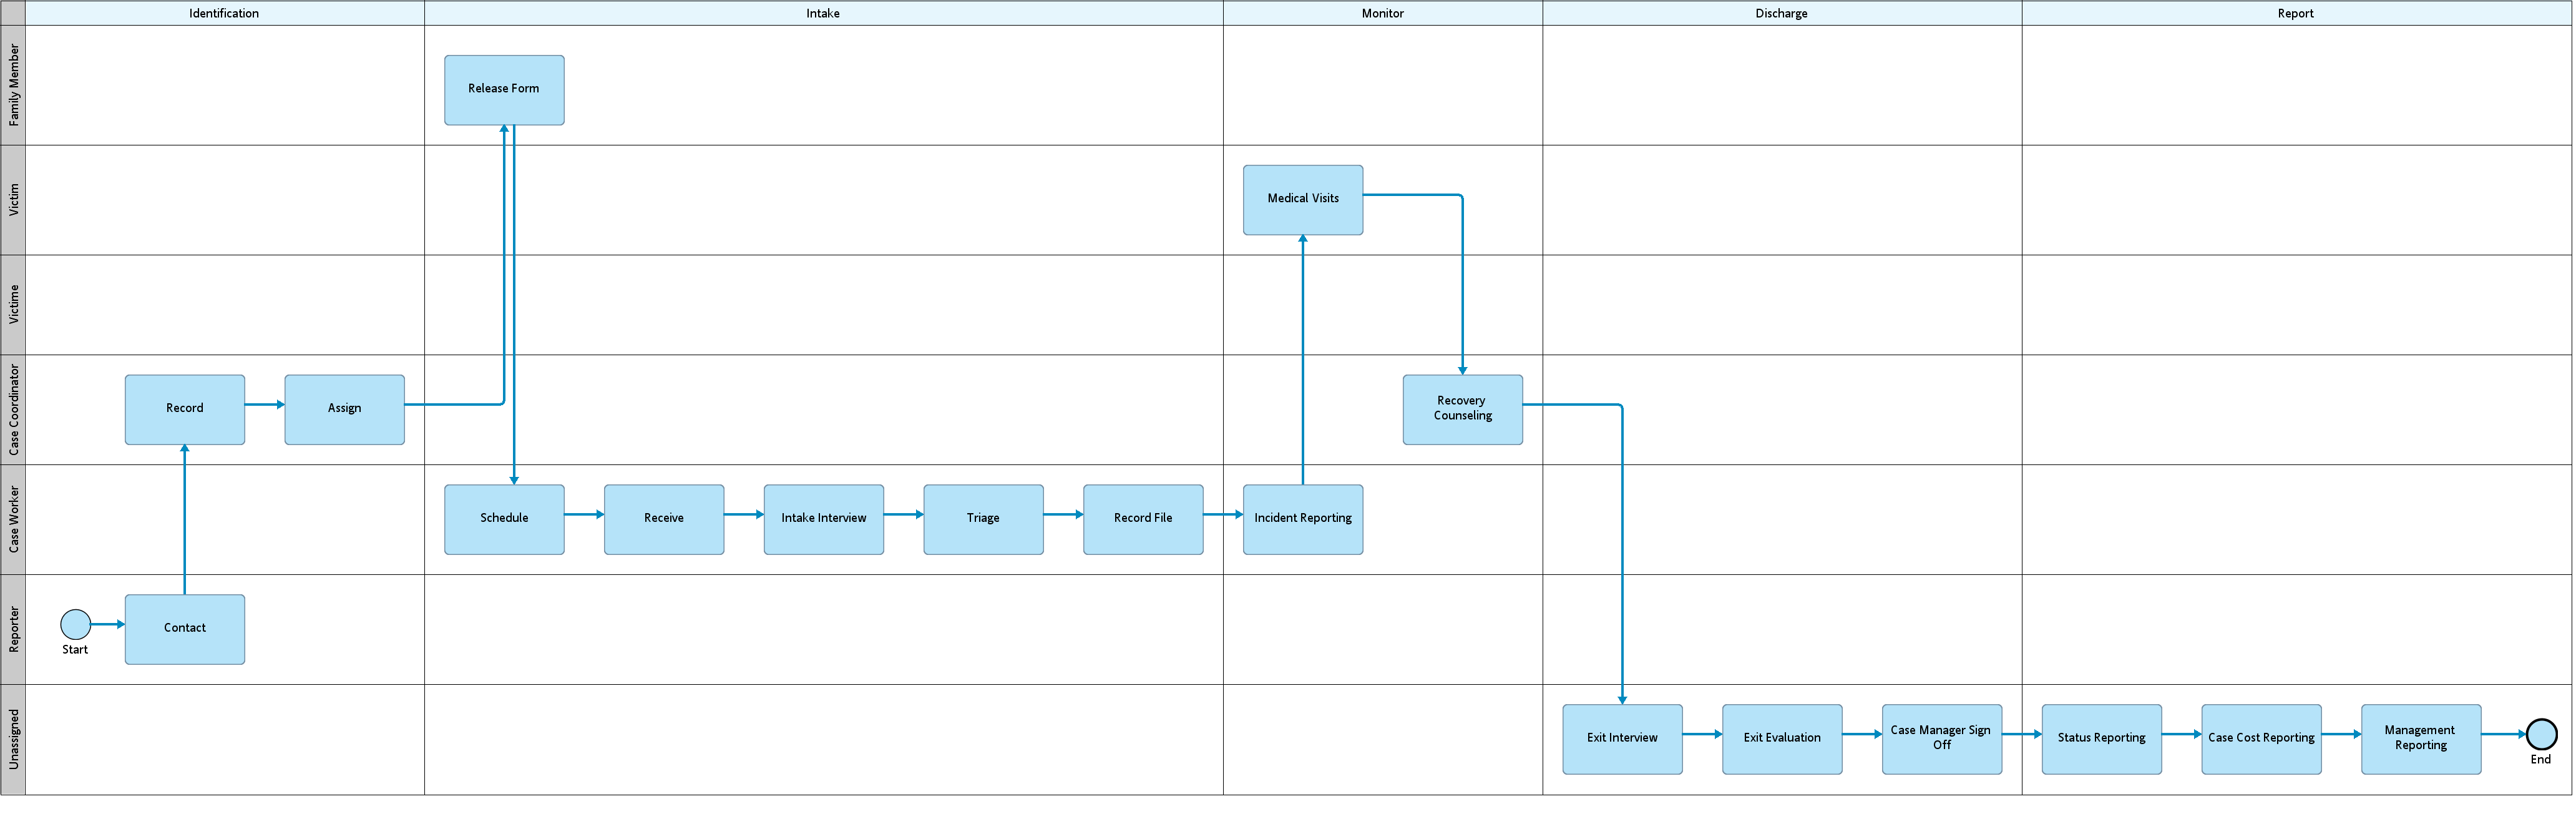 Identification
Intake
Monitor
Discharge
Report
Family Member
Release Form
Victim
Medical Visits
Victime
Case Coordinator
Record
Assign
Recovery
Counseling
Case Worker
Schedule
Receive
Intake Interview
Triage
Record File
Incident Reporting
Reporter
Start
Contact
Unassigned
Exit Interview
Exit Evaluation
Case Manager Sign
Off
Status Reporting
Case Cost Reporting
Management
Reporting
End